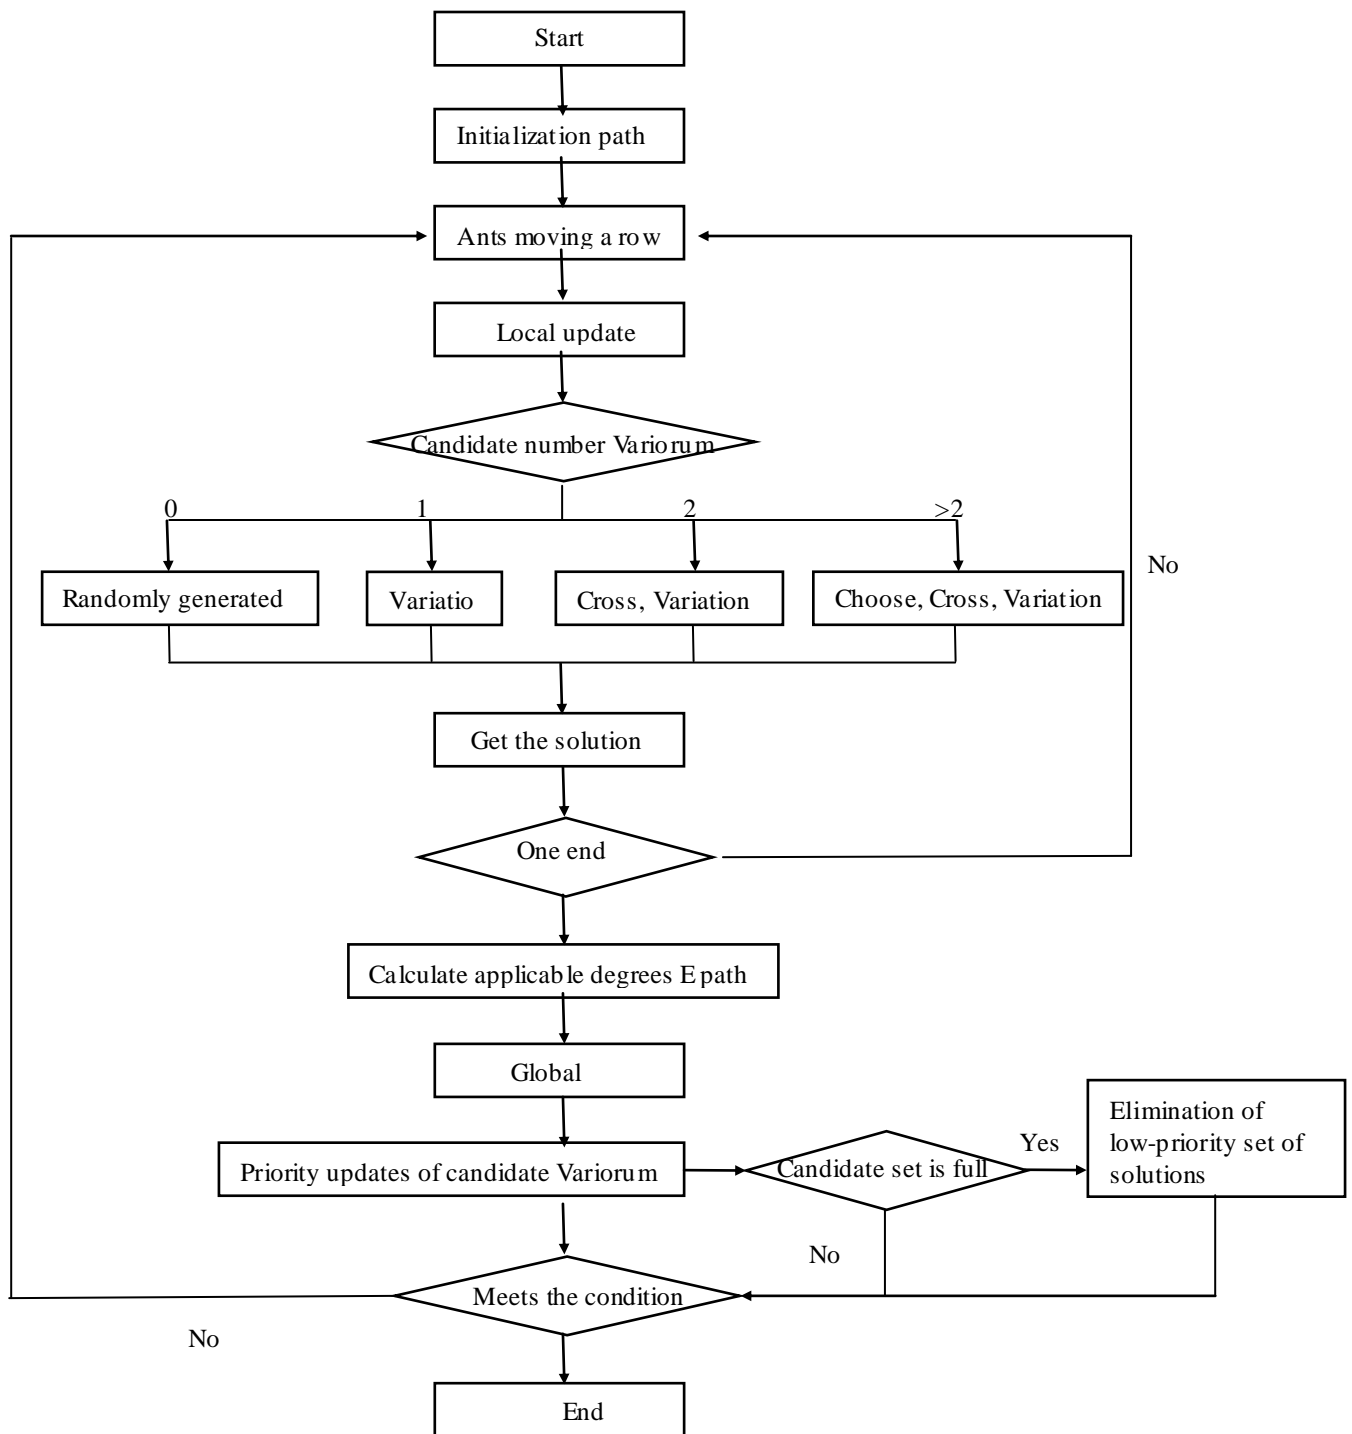 Start
Initialization path
Ants moving a row
Local update
Candidate number Variorum
0
1
2
>2
No
Randomly generated
Variatio
Cross, Variation
Choose, Cross, Variation
Get the solution
One end
Calculate applicable degrees Epath
Global
Elimination of
low-priority set of
solutions
Yes
Priority updates of candidate Variorum
Candidate set is full
No
Meets the condition
No
End